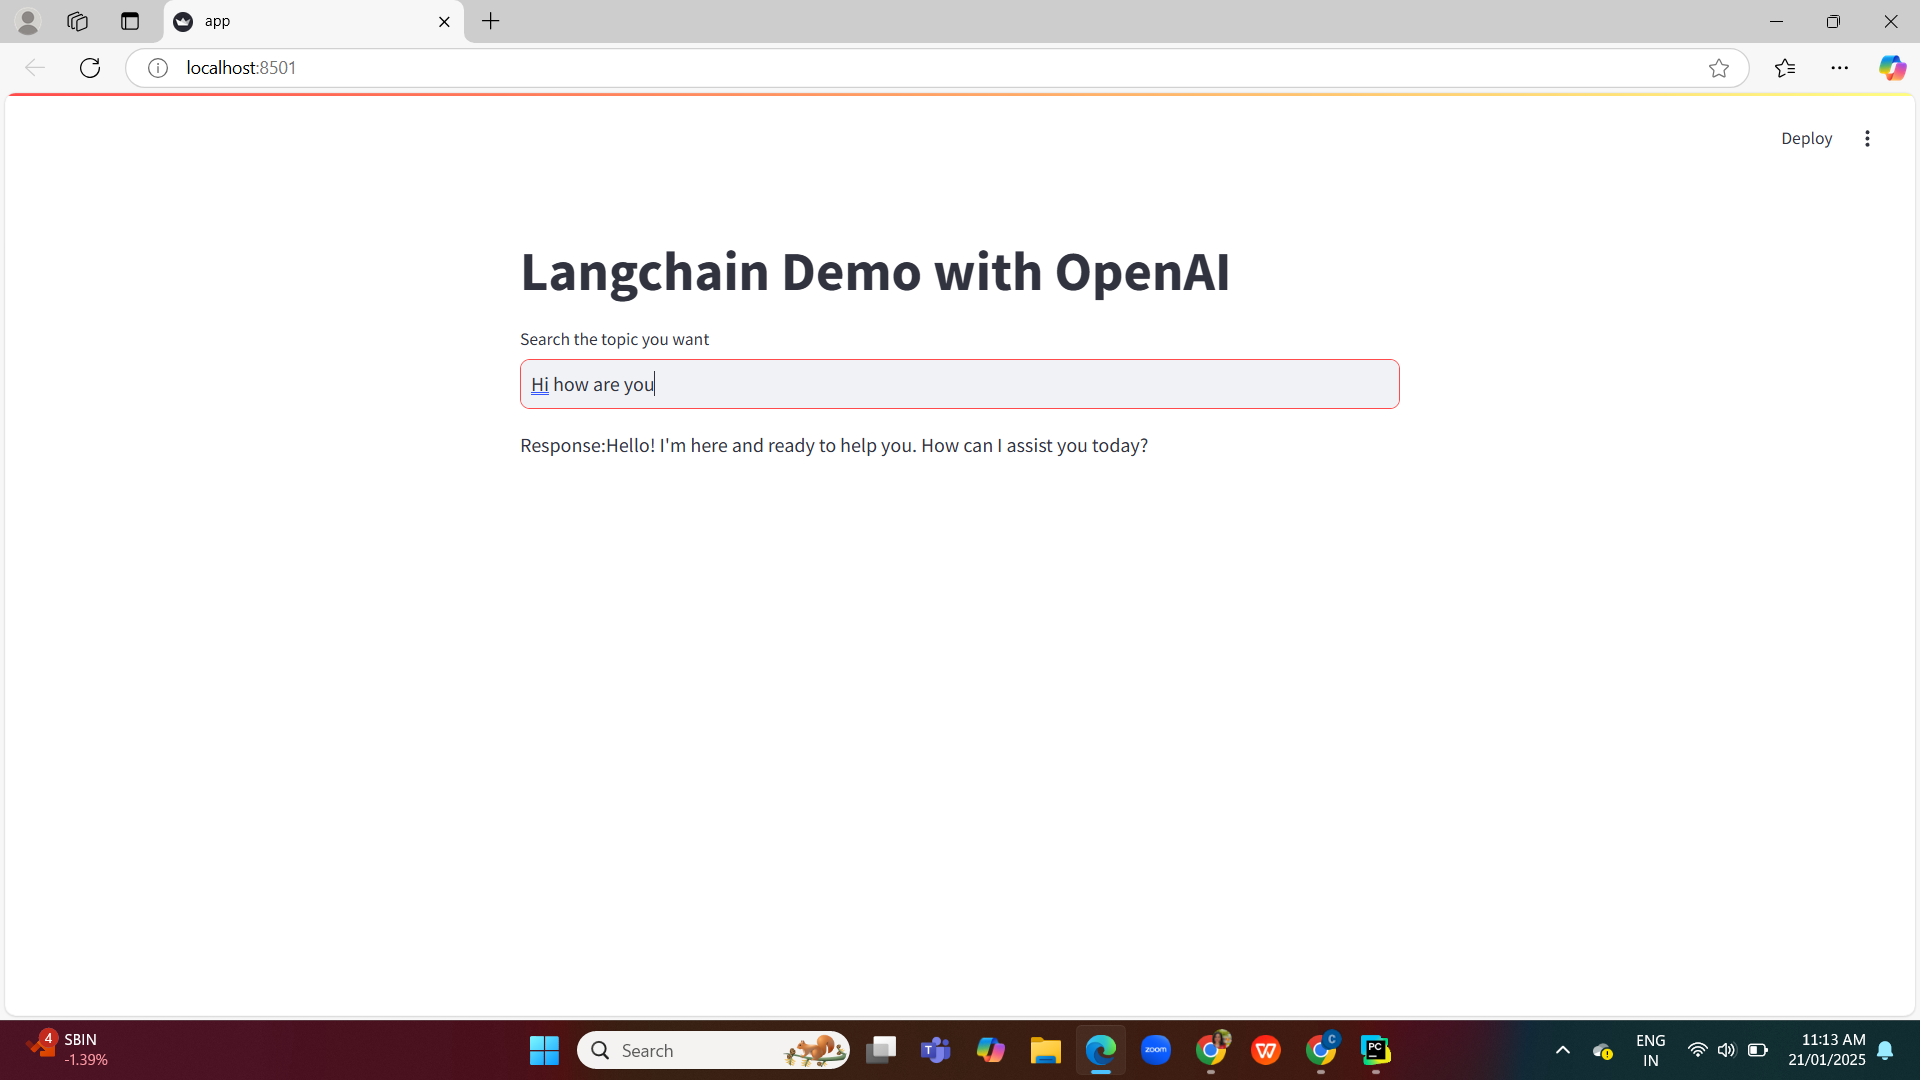 app
localhost:8501
Deploy
Langchain Demo with OpenAI
Search the topic you want
Hi how are you
Response:Hello! I'm here and ready to help you. How can I assist you today?
4
SBIN
-1.39%
Search
T
zoom
W
C
PC
ENG
IN
11:13 AM
21/01/2025